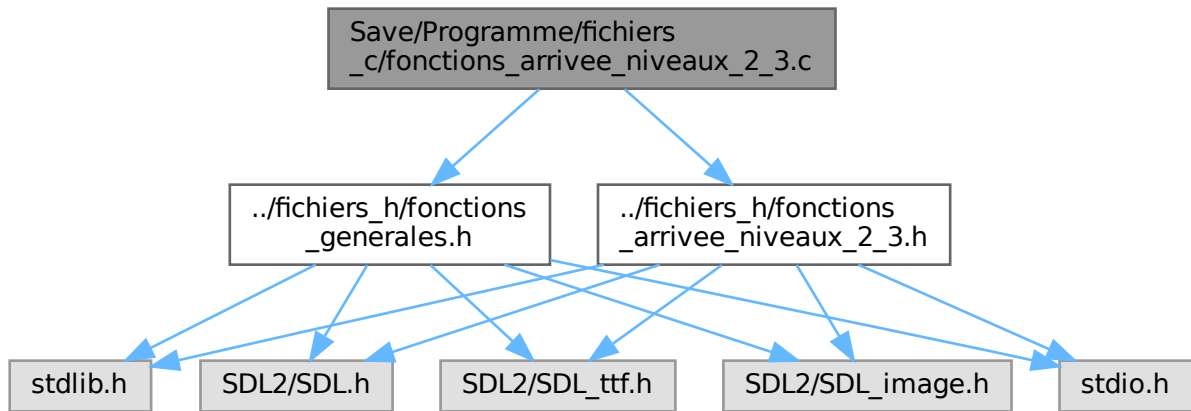 Save/Programme/fichiers
_c/fonctions_arrivee_niveaux_2_3.c
../fichiers_h/fonctions
_generales.h
../fichiers_h/fonctions
_arrivee_niveaux_2_3.h
stdlib.h
SDL2/SDL.h
SDL2/SDL_ttf.h
SDL2/SDL_image.h
stdio.h